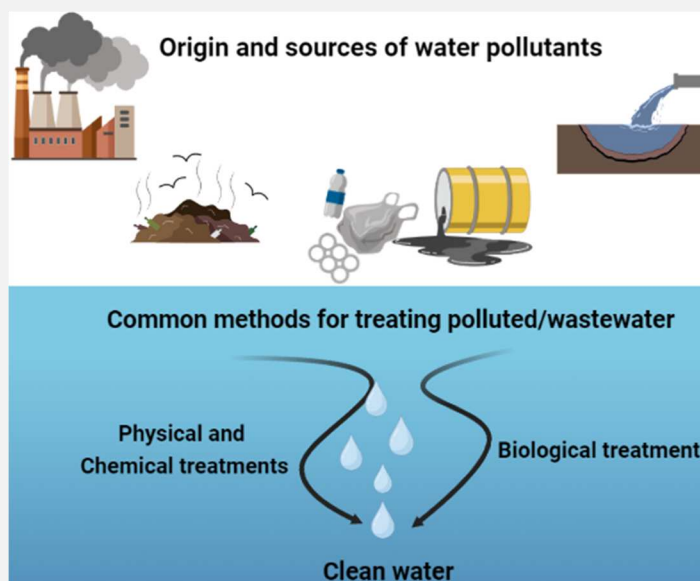 Origin and sources of water pollutants
Common methods for treating polluted/wastewater
Physical and
Chemical treatments
Biological treatment
Clean water